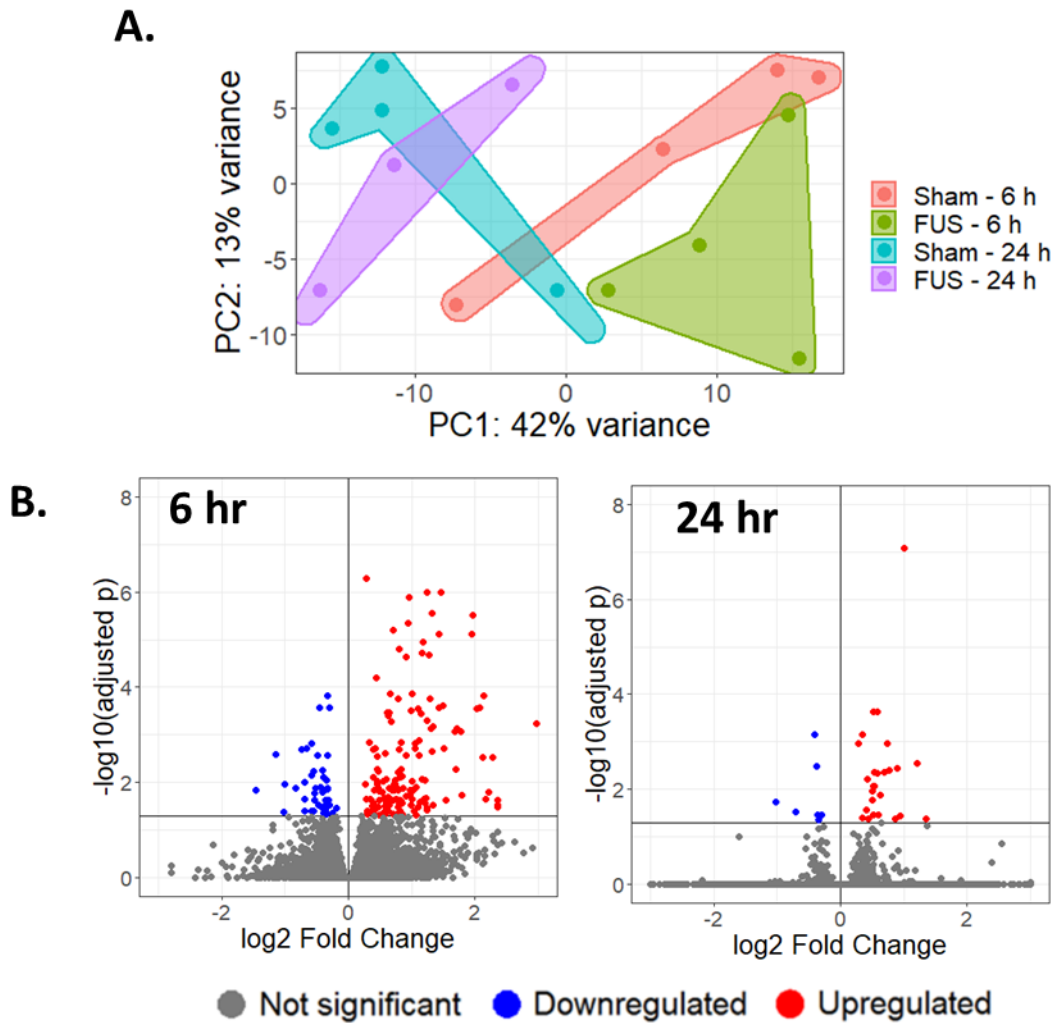 A.
PC2: 13% variance
5
0
-5
-10
-10
0
10
PC1: 42% variance
Sham - 6 h
FUS - 6 h
Sham - 24 h
FUS - 24 h
B.
6 hr
-log10(adjusted p)
8
6
4
2
0
-2
0
2
log2 Fold Change
24 hr
-log10(adjusted p)
8
6
4
2
0
-2
0
2
log2 Fold Change
Not significant
Downregulated
Upregulated